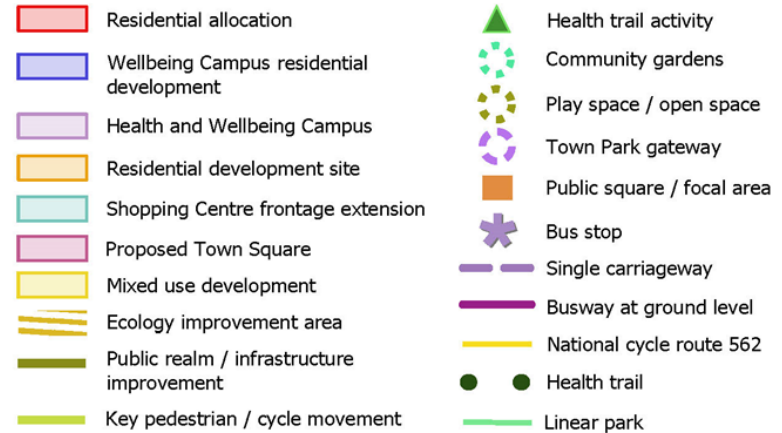 Residential allocation
Wellbeing Campus residential
development
Health and Wellbeing Campus
Residential development site
Shopping Centre frontage extension
Proposed Town Square
Mixed use development
Ecology improvement area
Public realm / infrastructure
improvement
Key pedestrian / cycle movement
Health trail activity
Community gardens
Play space / open space
Town Park gateway
Public square / focal area
Bus stop
Single carriageway
Busway at ground level
National cycle route 562
Health trail
Linear park